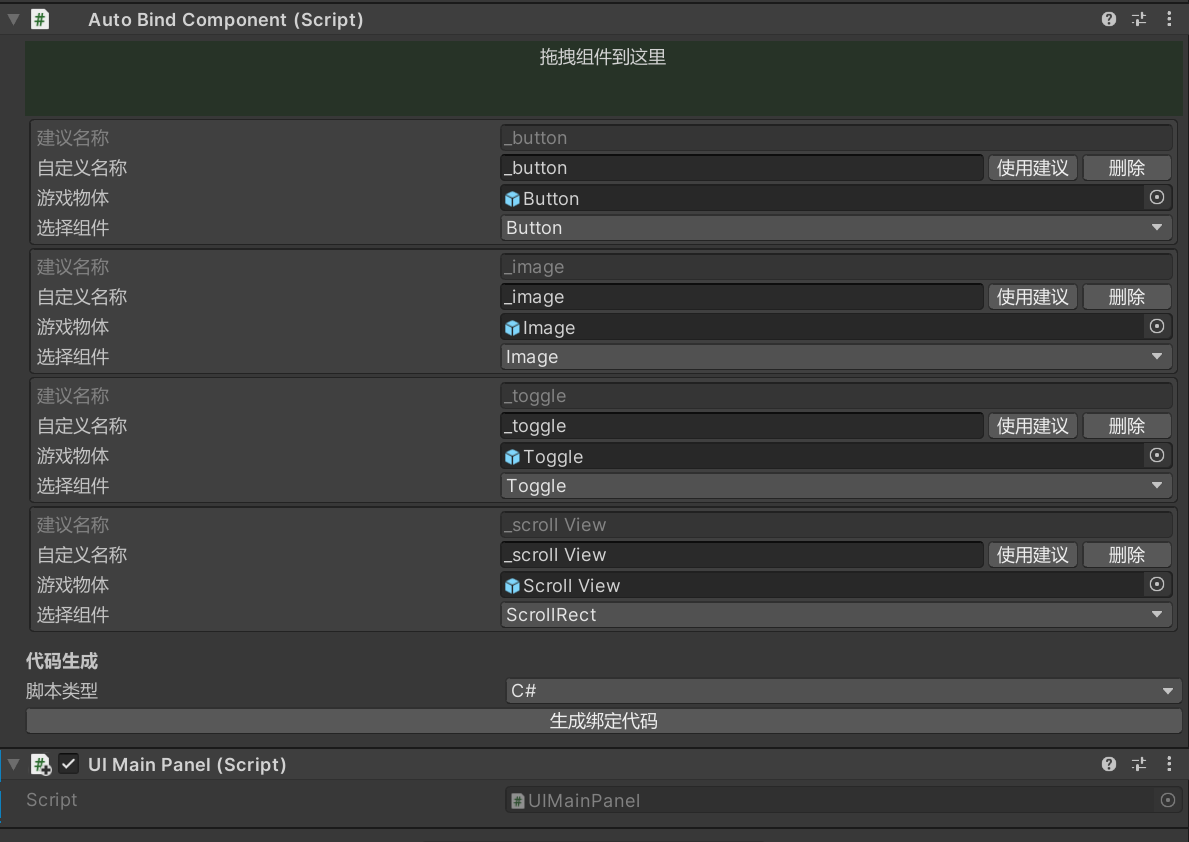 Auto Bind Component (Script)
拖拽组件到这里
建议名称 _button
自定义名称 _button 使用建议 删除
游戏物体 Button
选择组件 Button
建议名称 _image
自定义名称 _image 使用建议 删除
游戏物体 Image
选择组件 Image
建议名称 _toggle
自定义名称 _toggle 使用建议 删除
游戏物体 Toggle
选择组件 Toggle
建议名称 _scroll View
自定义名称 _scroll View 使用建议 删除
游戏物体 Scroll View
选择组件 ScrollRect
代码生成
脚本类型 C#
生成绑定代码
UI Main Panel (Script)
Script UIMainPanel